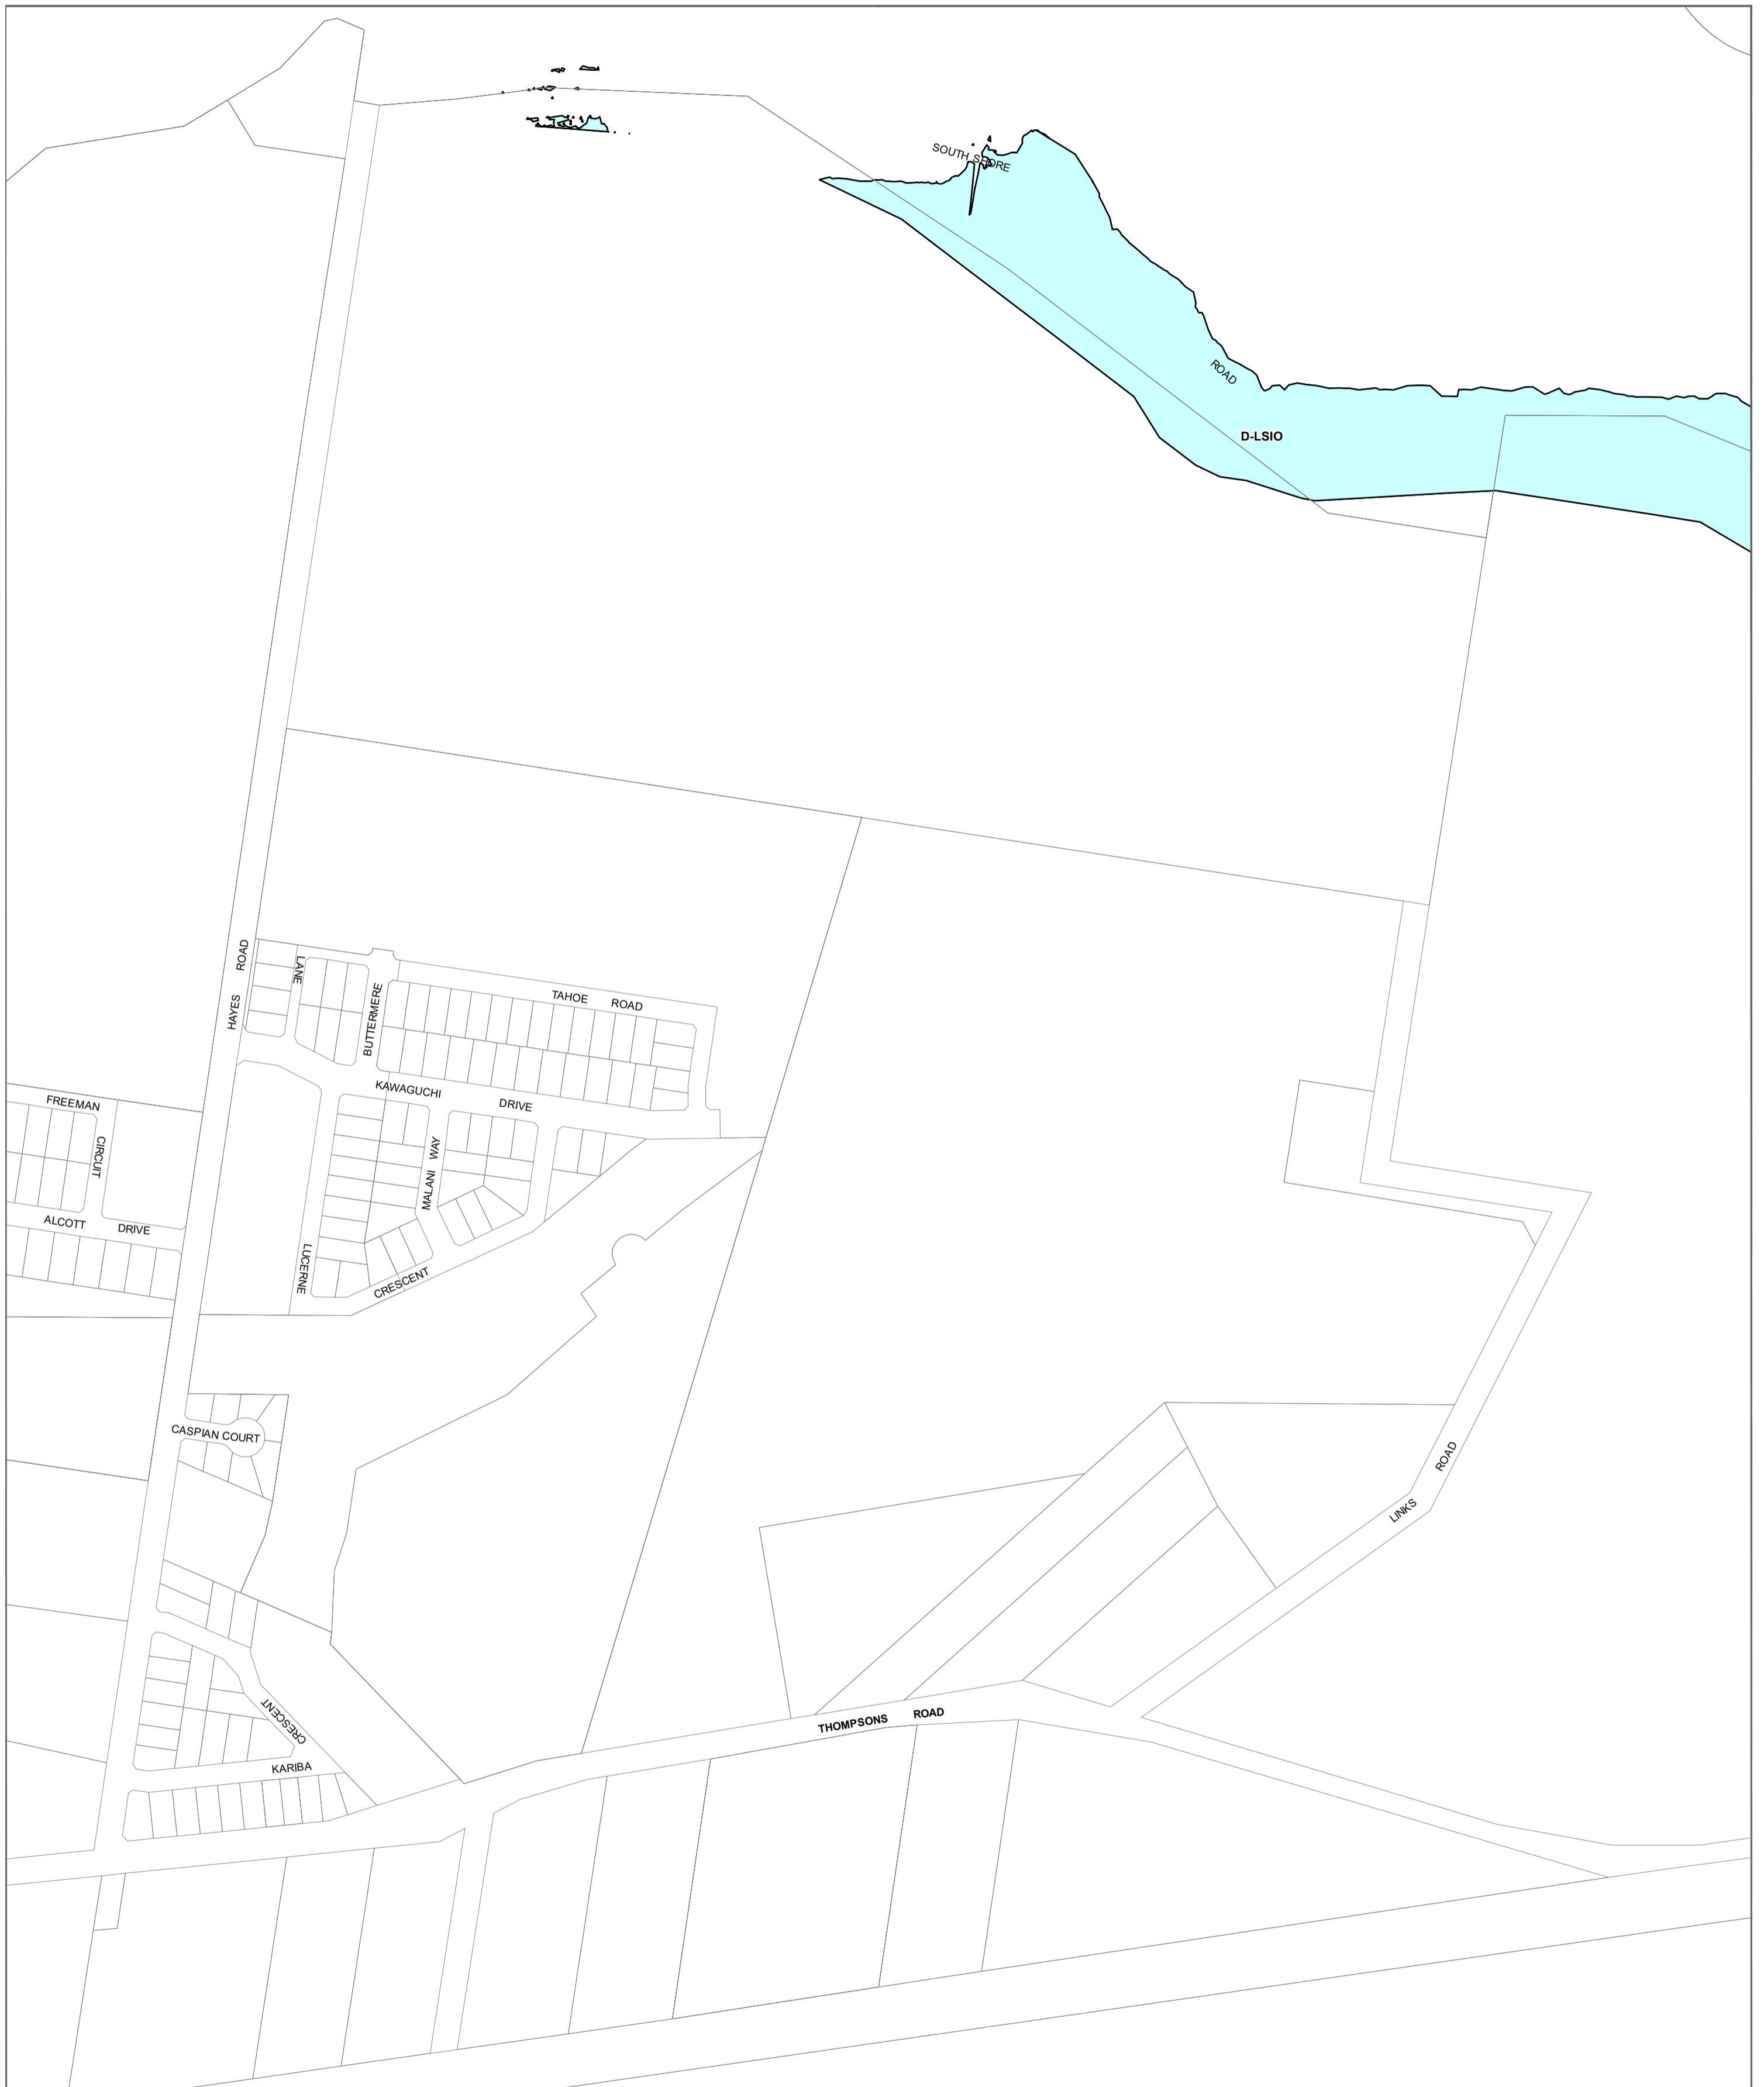 SOUTH SHORE
ROAD
D-LSIO
HAYES ROAD
LANE
BUTTERMERE
TAHOE ROAD
KAWAGUCHI DRIVE
FREEMAN
CIRCUIT
MALANI WAY
ALCOTT DRIVE
LUCERNE
CRESCENT
CASPIAN COURT
LINKS ROAD
CRESCENT
THOMPSONS ROAD
KARIBA